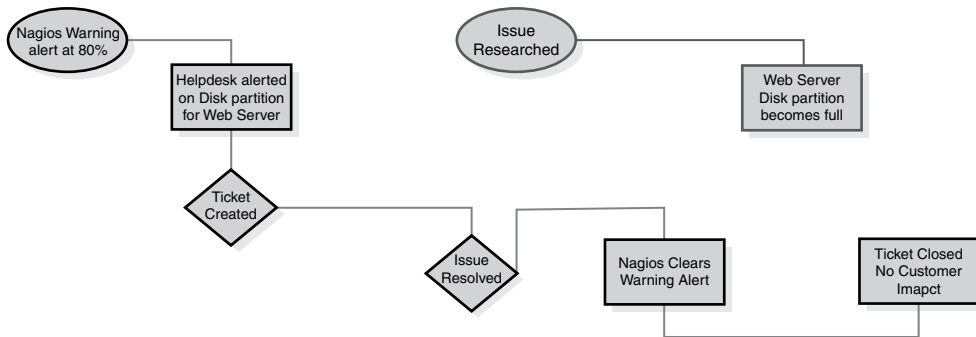 Nagios Warning
alert at 80%
Issue
Researched
Helpdesk alerted
on Disk partition
for Web Server
Web Server
Disk partition
becomes full
Ticket
Created
Issue
Resolved
Nagios Clears
Warning Alert
Ticket Closed
No Customer
Imapct